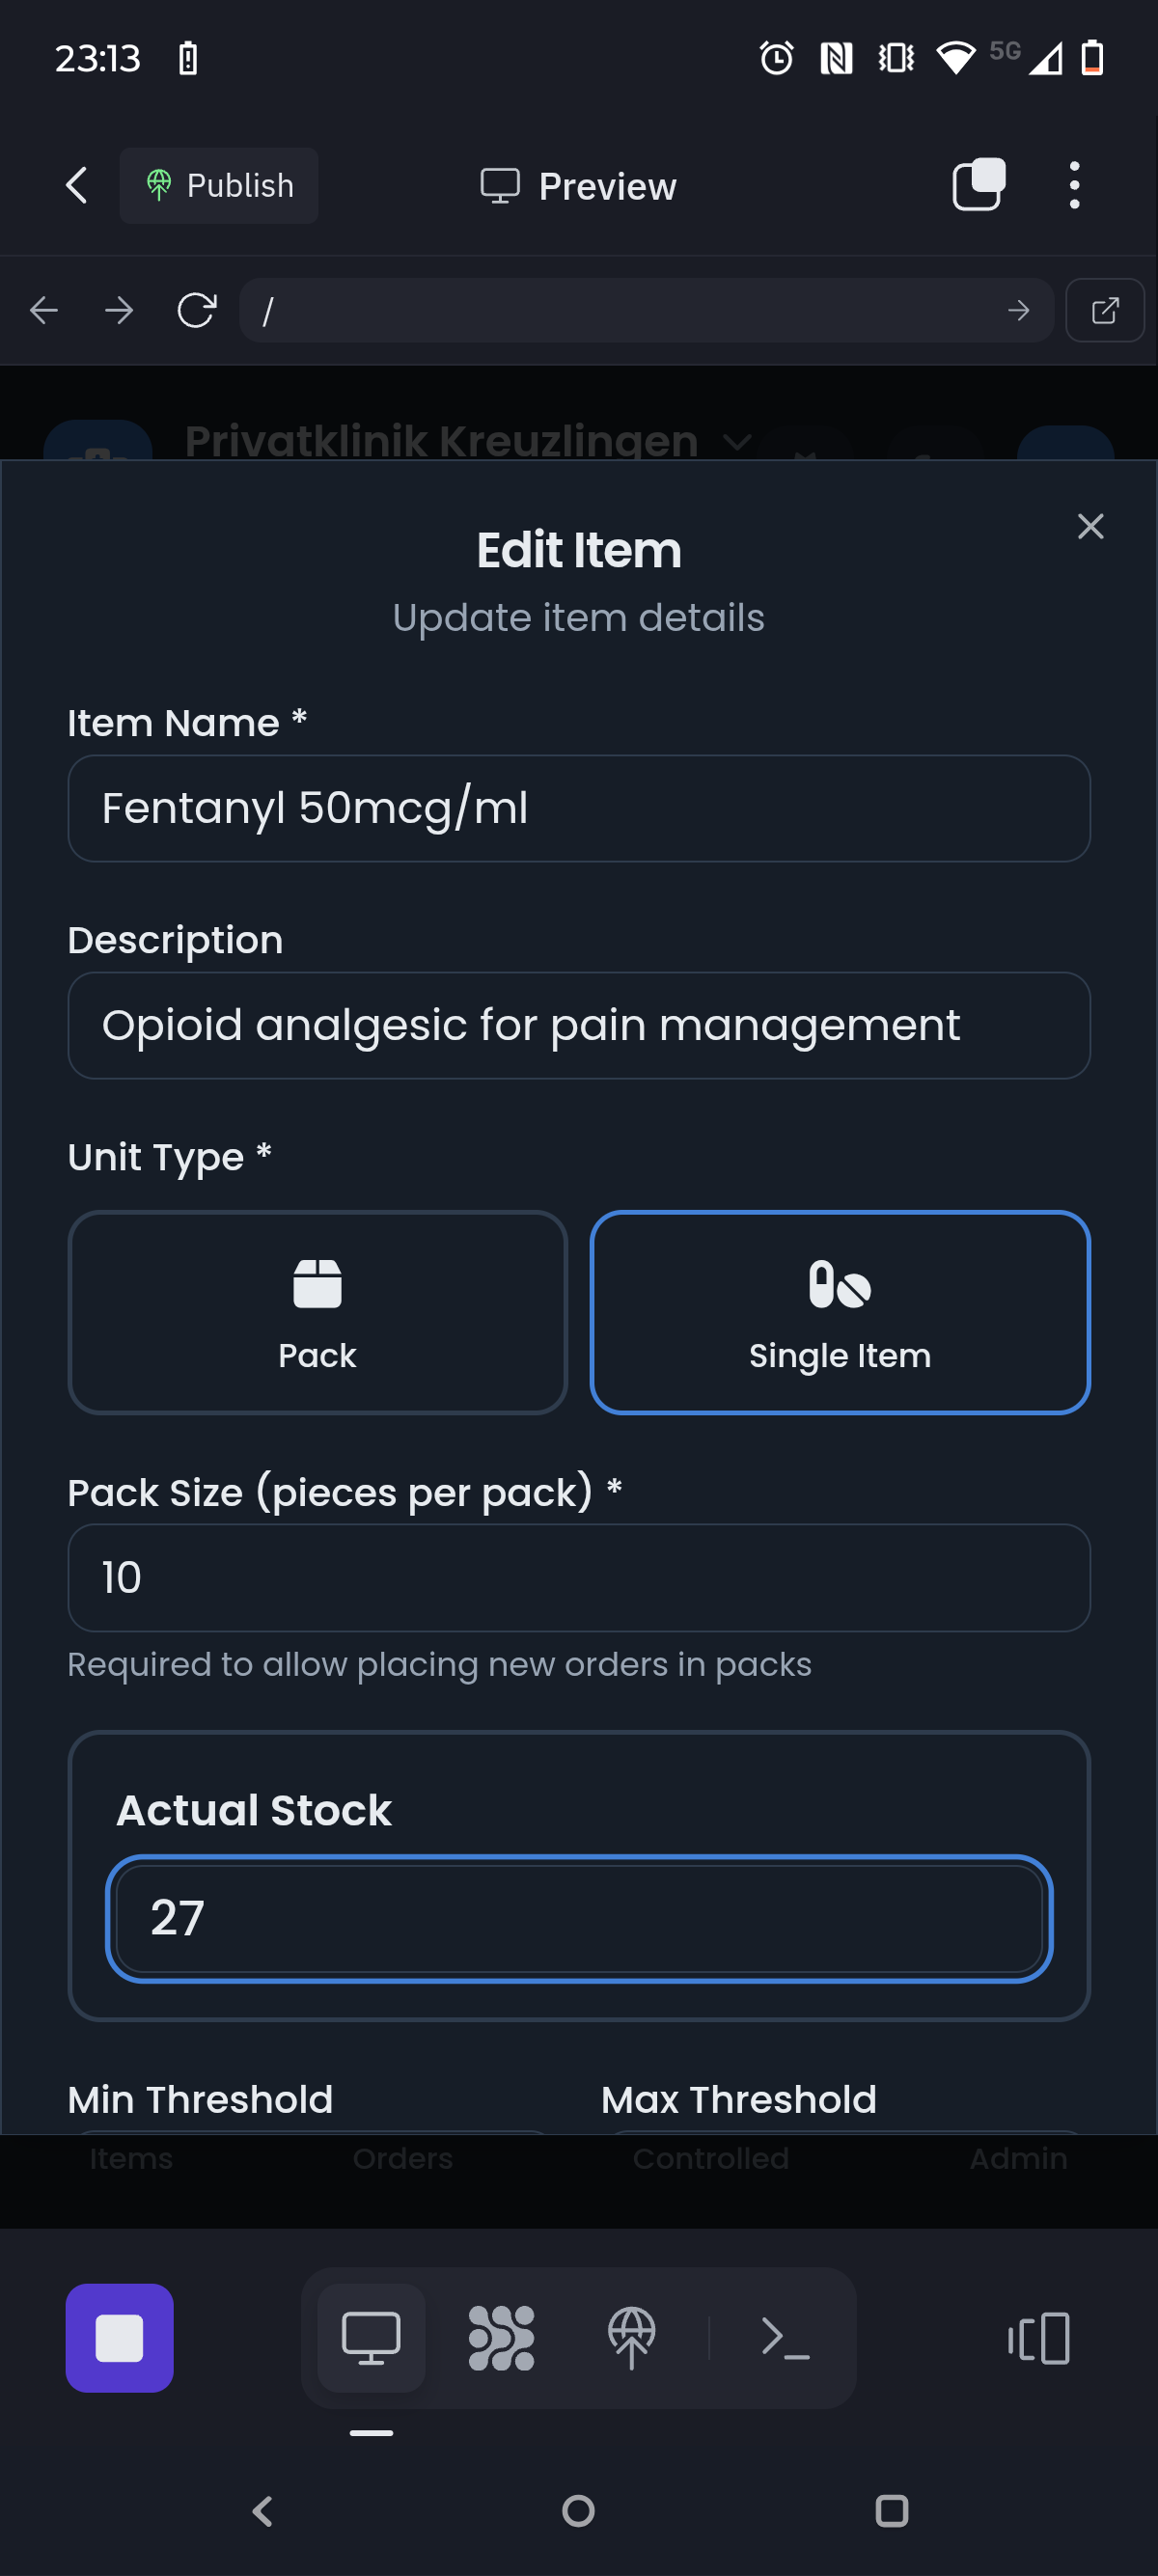 23:13
5G
Publish
Preview
/
Privatklinik Kreuzlingen
Edit Item
Update item details
Item Name *
Fentanyl 50mcg/ml
Description
Opioid analgesic for pain management
Unit Type *
Pack
Single Item
Pack Size (pieces per pack) *
10
Required to allow placing new orders in packs
Actual Stock
27
Min Threshold
Max Threshold
Items
Orders
Controlled
Admin